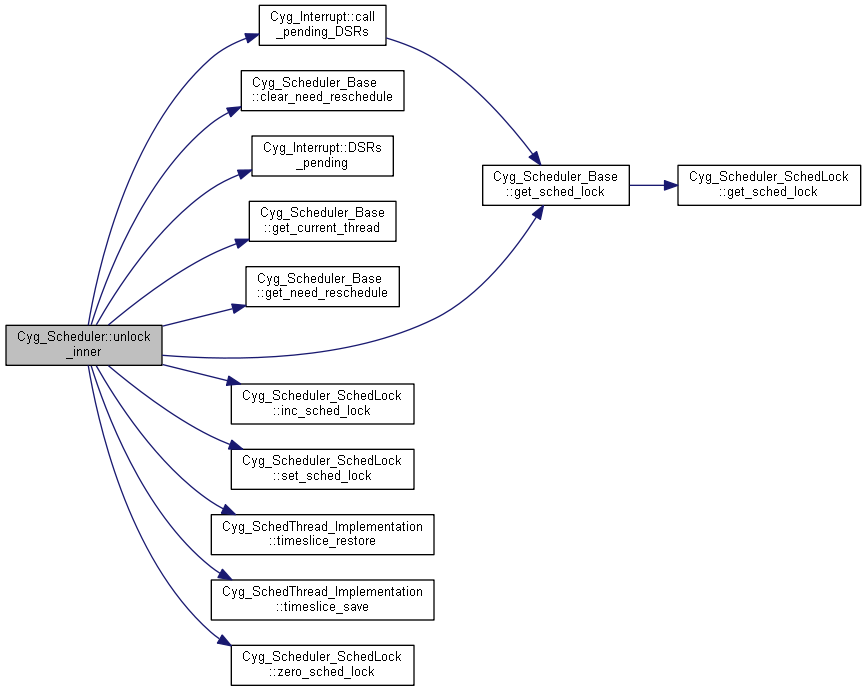 Cyg_Interrupt::call
_pending_DSRs
Cyg_Scheduler_Base
::clear_need_reschedule
Cyg_Interrupt::DSRs
_pending
Cyg_Scheduler_Base
::get_sched_lock
Cyg_Scheduler_SchedLock
::get_sched_lock
Cyg_Scheduler_Base
::get_current_thread
Cyg_Scheduler_Base
::get_need_reschedule
Cyg_Scheduler::unlock
_inner
Cyg_Scheduler_SchedLock
::inc_sched_lock
Cyg_Scheduler_SchedLock
::set_sched_lock
Cyg_SchedThread_Implementation
::timeslice_restore
Cyg_SchedThread_Implementation
::timeslice_save
Cyg_Scheduler_SchedLock
::zero_sched_lock